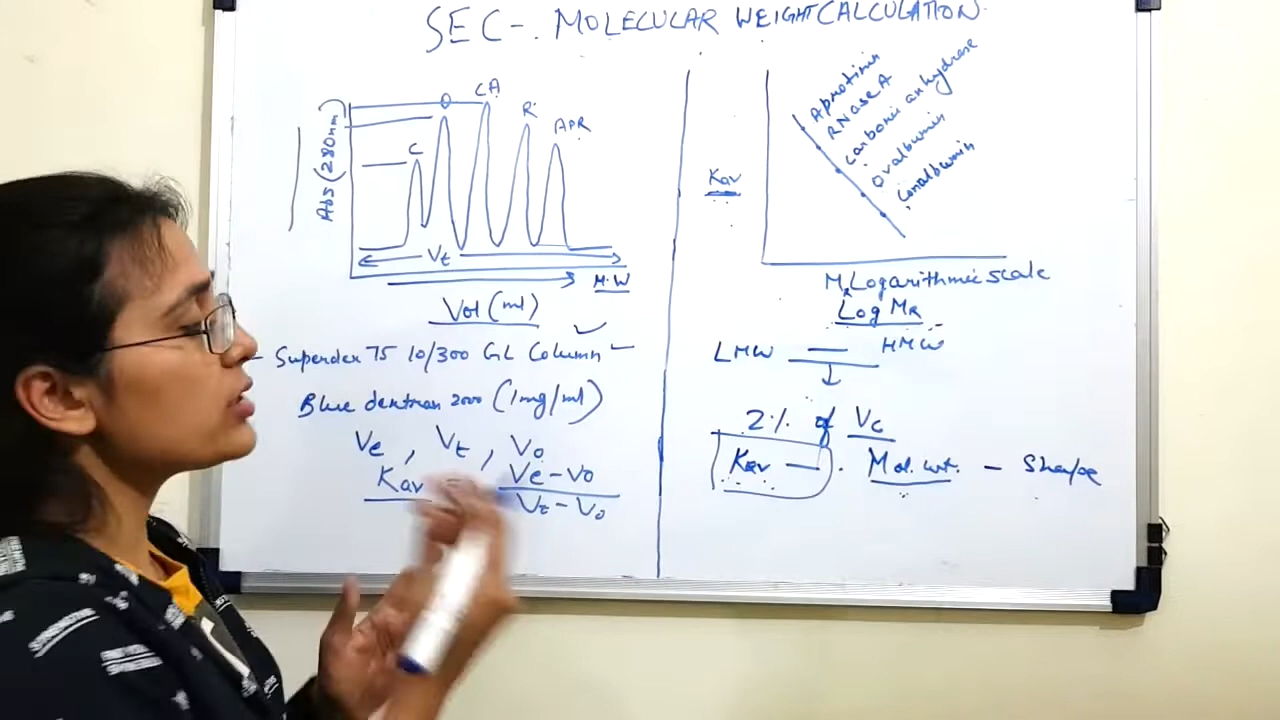 SEC-. MOLECULAR WEIGHT CALCULATION
Abs (280nm)
C
O
CA
R
APR
Vt
M.W
Vol (ml)
- Superdex 75 10/300 GL Column -
Blue dextran 2000 (1mg/ml)
Ve , Vt , Vo
Kav = Ve - Vo
Vt - Vo
Kav
Aprotinin
RNase A
carbonic anhydrase
Ovalbumin
Conalbumin
MR Logarithmic scale
Log MR
LMW
HMW
2% of Vc
Kav — . Mol. wt. - Shape